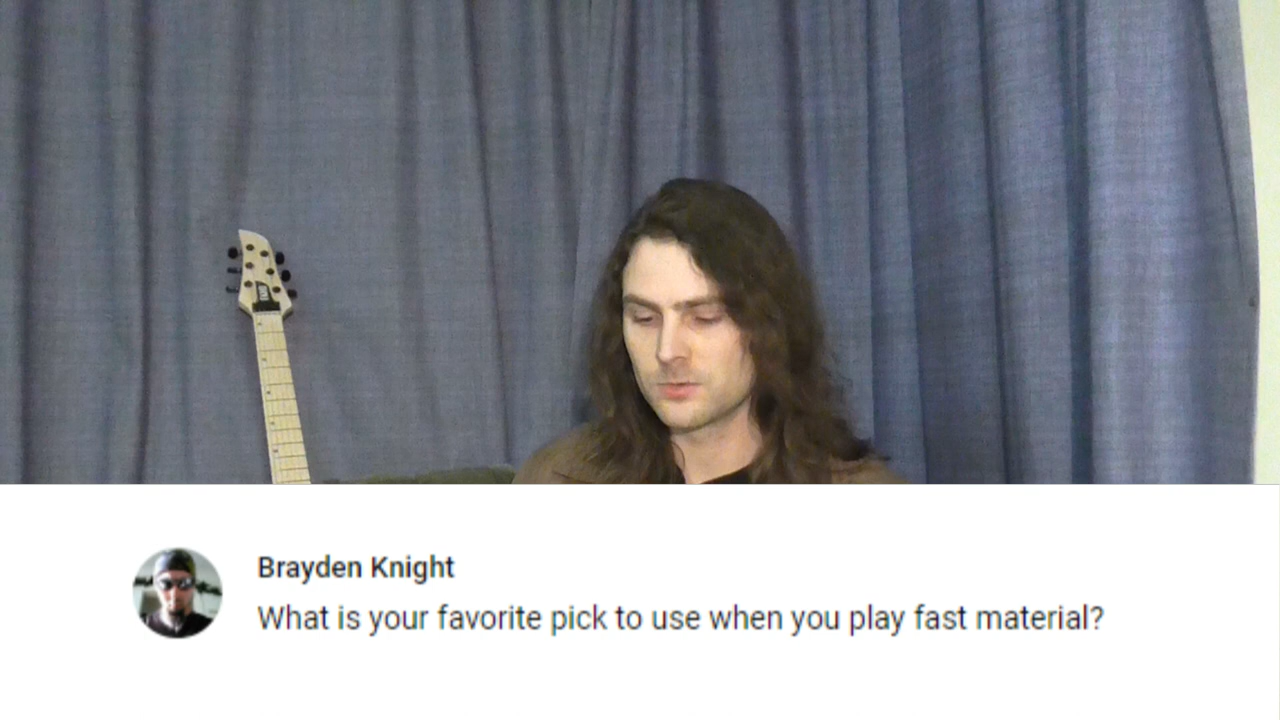 Brayden Knight
What is your favorite pick to use when you play fast material?